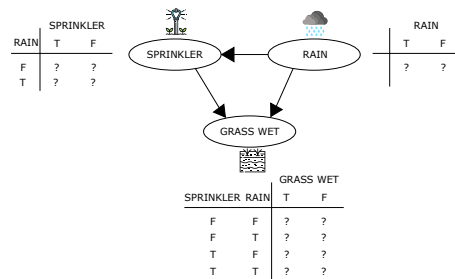 SPRINKLER
RAIN T F
F ? ?
T ? ?
SPRINKLER
RAIN
RAIN
T F
? ?
GRASS WET
GRASS WET
SPRINKLER RAIN T F
F F ? ?
F T ? ?
T F ? ?
T T ? ?